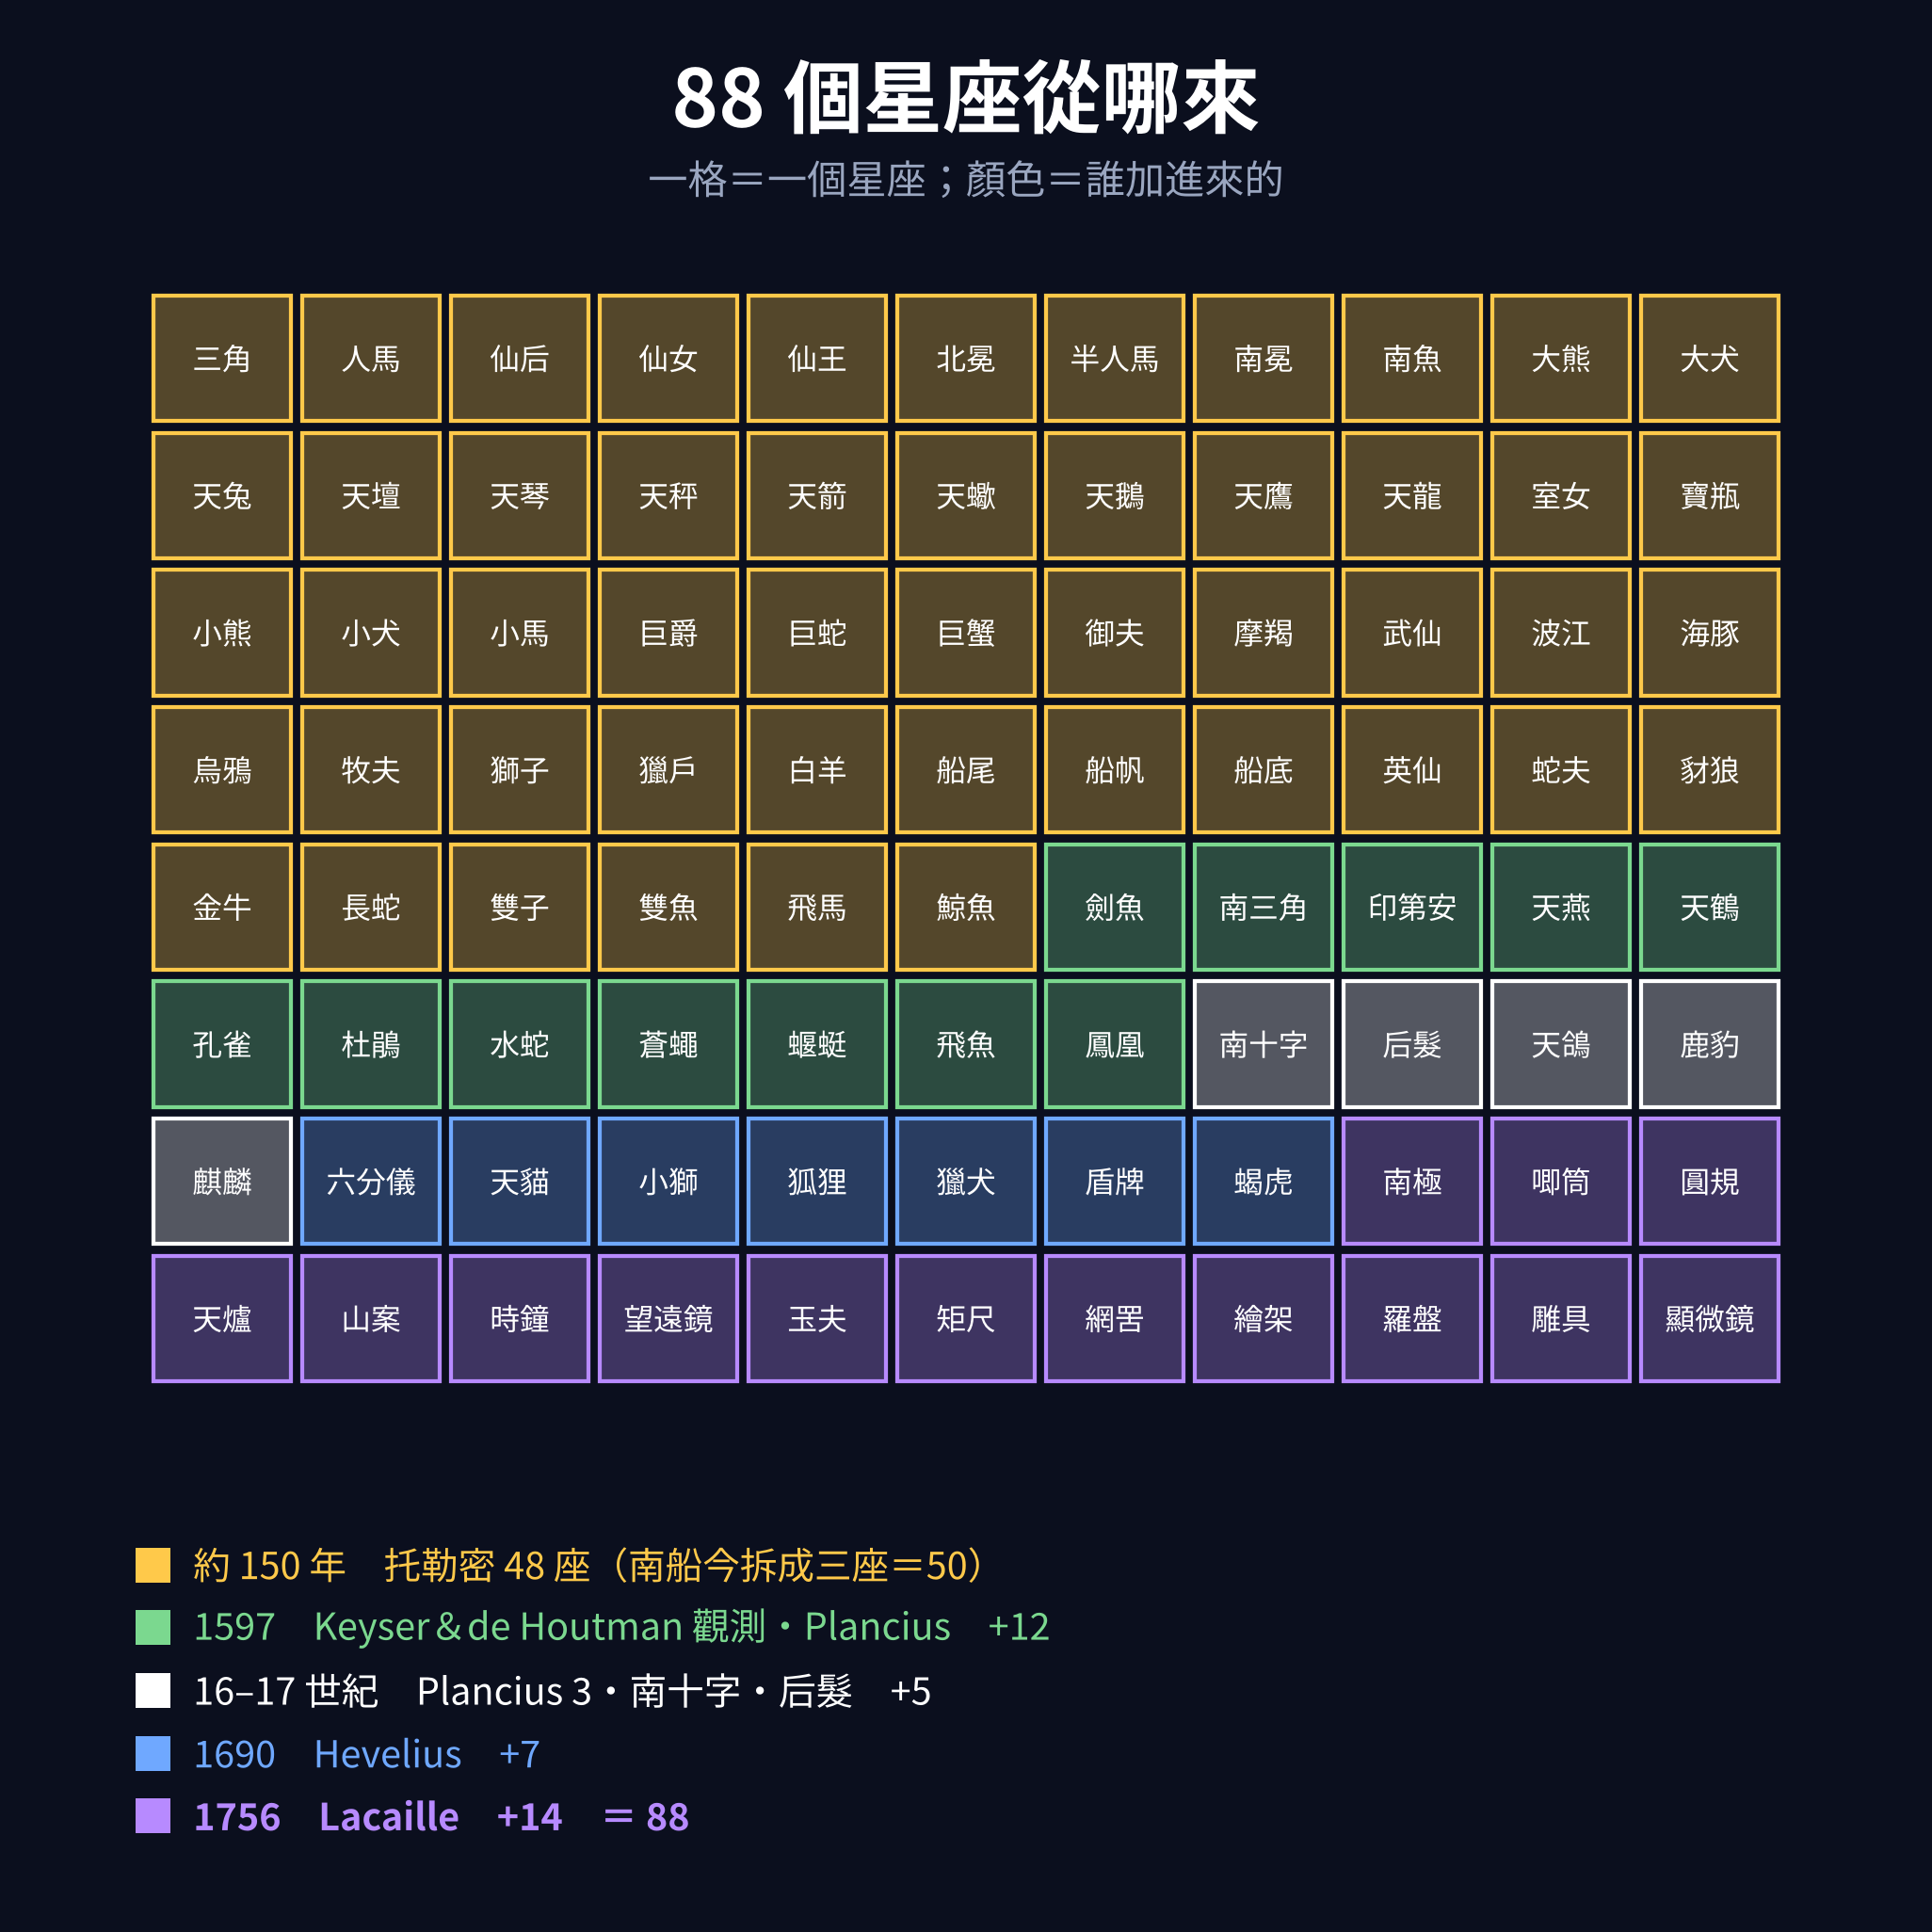 88 個星座從哪來
一格＝一個星座；顏色＝誰加進來的
三角 人馬 仙后 仙女 仙王 北冕 半人馬 南冕 南魚 大熊 大犬
天兔 天壇 天琴 天秤 天箭 天蠍 天鵝 天鷹 天龍 室女 寶瓶
小熊 小犬 小馬 巨爵 巨蛇 巨蟹 御夫 摩羯 武仙 波江 海豚
烏鴉 牧夫 獅子 獵戶 白羊 船尾 船帆 船底 英仙 蛇夫 豺狼
金牛 長蛇 雙子 雙魚 飛馬 鯨魚 劍魚 南三角 印第安 天燕 天鶴
孔雀 杜鵑 水蛇 蒼蠅 蝘蜓 飛魚 鳳凰 南十字 后髮 天鴿 鹿豹
麒麟 六分儀 天貓 小獅 狐狸 獵犬 盾牌 蝎虎 南極 唧筒 圓規
天爐 山案 時鐘 望遠鏡 玉夫 矩尺 網罟 繪架 羅盤 雕具 顯微鏡
約 150 年　托勒密 48 座（南船今拆成三座＝50）
1597　Keyser＆de Houtman 觀測・Plancius　+12
16–17 世紀　Plancius 3・南十字・后髮　+5
1690　Hevelius　+7
1756　Lacaille　+14　＝ 88